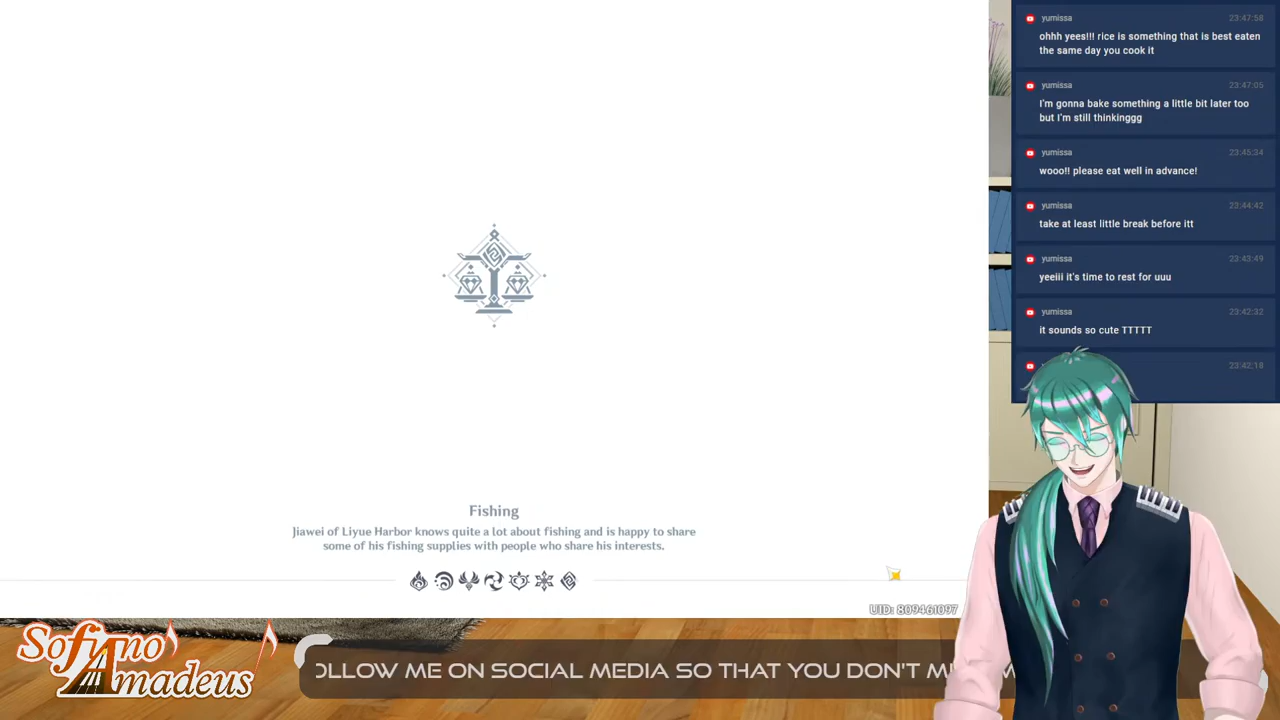 Fishing
Jiawei of Liyue Harbor knows quite a lot about fishing and is happy to share
some of his fishing supplies with people who share his interests.
UID: 809461097
yumissa 23:47:58
ohhh yees!!! rice is something that is best eaten
the same day you cook it
yumissa 23:47:05
I'm gonna bake something a little bit later too
but I'm still thinkinggg
yumissa 23:45:34
wooo!! please eat well in advance!
yumissa 23:44:42
take at least little break before itt
yumissa 23:43:49
yeeiii it's time to rest for uuu
yumissa 23:42:32
it sounds so cute TTTTT
23:42:18
Sofiano
Amadeus
OLLOW ME ON SOCIAL MEDIA SO THAT YOU DON'T